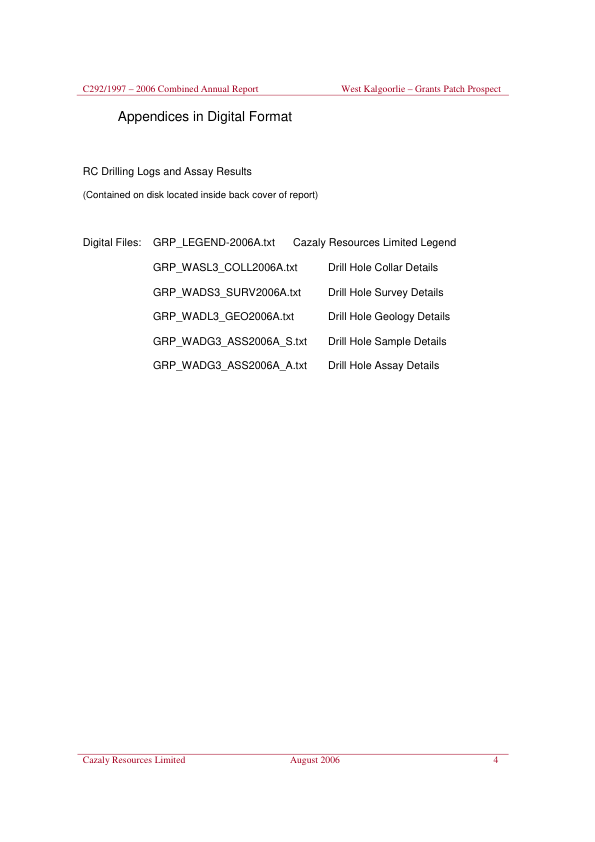 C292/1997 – 2006 Combined Annual Report West Kalgoorlie – Grants Patch Prospect
Appendices in Digital Format
RC Drilling Logs and Assay Results
(Contained on disk located inside back cover of report)
Digital Files: GRP_LEGEND-2006A.txt Cazaly Resources Limited Legend
GRP_WASL3_COLL2006A.txt Drill Hole Collar Details
GRP_WADS3_SURV2006A.txt Drill Hole Survey Details
GRP_WADL3_GEO2006A.txt Drill Hole Geology Details
GRP_WADG3_ASS2006A_S.txt Drill Hole Sample Details
GRP_WADG3_ASS2006A_A.txt Drill Hole Assay Details
Cazaly Resources Limited August 2006 4